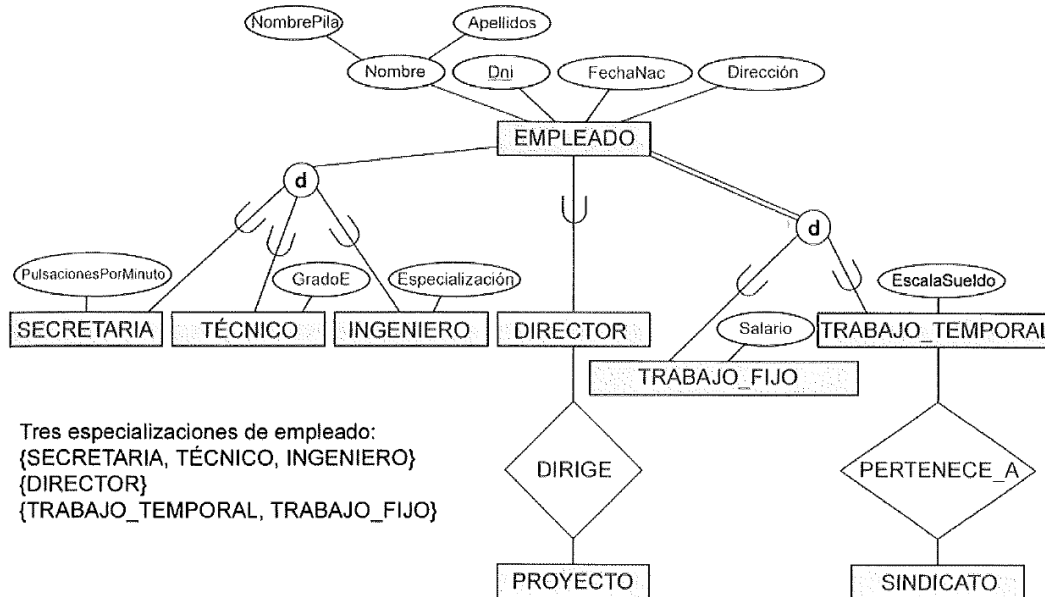 NombrePila
Apellidos
Nombre
Dni
FechaNac
Dirección
EMPLEADO
d
d
PulsacionesPorMinuto
GradoE
Especialización
EscalaSueldo
SECRETARIA
TÉCNICO
INGENIERO
DIRECTOR
Salario
TRABAJO_TEMPORAL
TRABAJO_FIJO
Tres especializaciones de empleado:
{SECRETARIA, TÉCNICO, INGENIERO}
{DIRECTOR}
{TRABAJO_TEMPORAL, TRABAJO_FIJO}
DIRIGE
PERTENECE_A
PROYECTO
SINDICATO